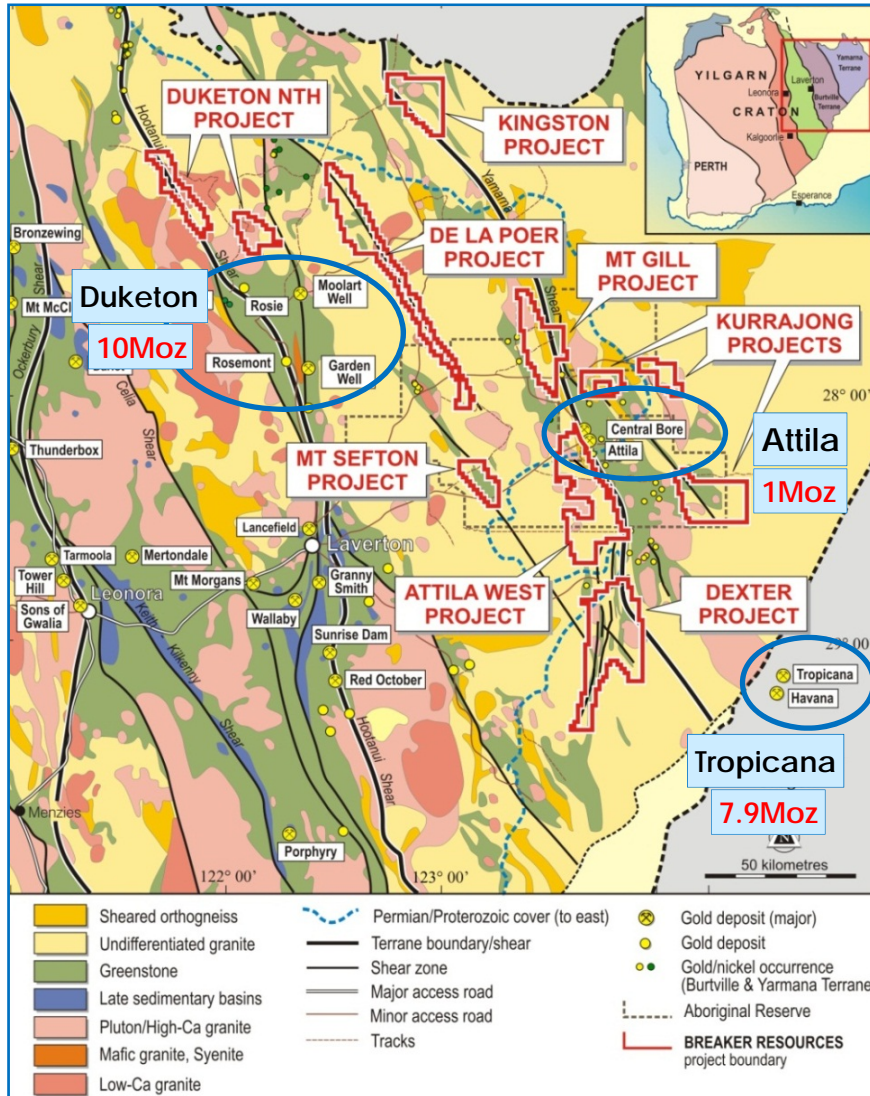 YILGARN
CRATON
Yamarna
Terrane
Laverton
Leonora
Burtville
Terrane
Kalgoorlie
PERTH
Esperance
DUKETON NTH
PROJECT
KINGSTON
PROJECT
Hootanui
Shear
Yamarna
Shear
DE LA POER
PROJECT
MT GILL
PROJECT
KURRAJONG
PROJECTS
Bronzewing
Duketon
10Moz
Mt McCl
Rosie
Moolart
Well
Rosemont
Garden
Well
Ockerbury
Shear
Celia
Shear
28° 00'
Central Bore
Attila
Attila
1Moz
Thunderbox
MT SEFTON
PROJECT
Lancefield
Laverton
Tarmoola
Mertondale
Tower
Hill
Leonora
Mt Morgans
Granny
Smith
ATTILA WEST
PROJECT
DEXTER
PROJECT
Sons of
Gwalia
Wallaby
Keith
Kilkenny
Shear
Sunrise Dam
Red October
Hootanui
Shear
29° 00'
Tropicana
Havana
Tropicana
7.9Moz
Menzies
Porphyry
122° 00'
123° 00'
50 kilometres
Sheared orthogneiss
Undifferentiated granite
Greenstone
Late sedimentary basins
Pluton/High-Ca granite
Mafic granite, Syenite
Low-Ca granite
Permian/Proterozoic cover (to east)
Terrane boundary/shear
Shear zone
Major access road
Minor access road
Tracks
Gold deposit (major)
Gold deposit
Gold/nickel occurrence
(Burtville & Yarmana Terrane
Aboriginal Reserve
BREAKER RESOURCES
project boundary